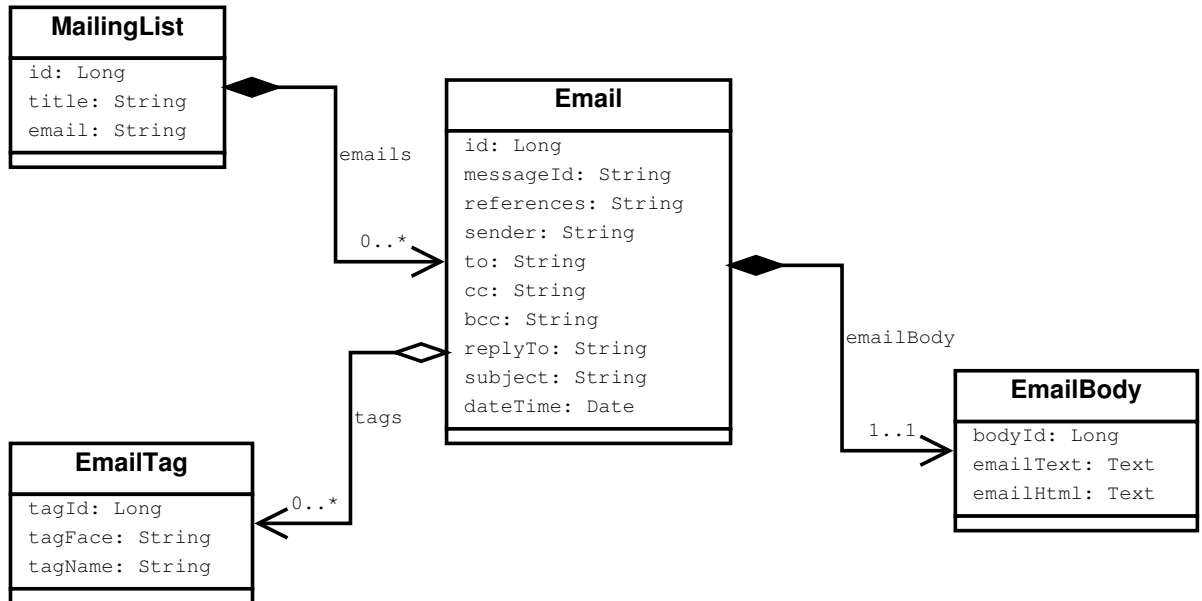 MailingList
id: Long
title: String
email: String
emails
0..*
Email
id: Long
messageId: String
references: String
sender: String
to: String
cc: String
bcc: String
replyTo: String
subject: String
dateTime: Date
emailBody
1..1
EmailBody
bodyId: Long
emailText: Text
emailHtml: Text
tags
0..*
EmailTag
tagId: Long
tagFace: String
tagName: String